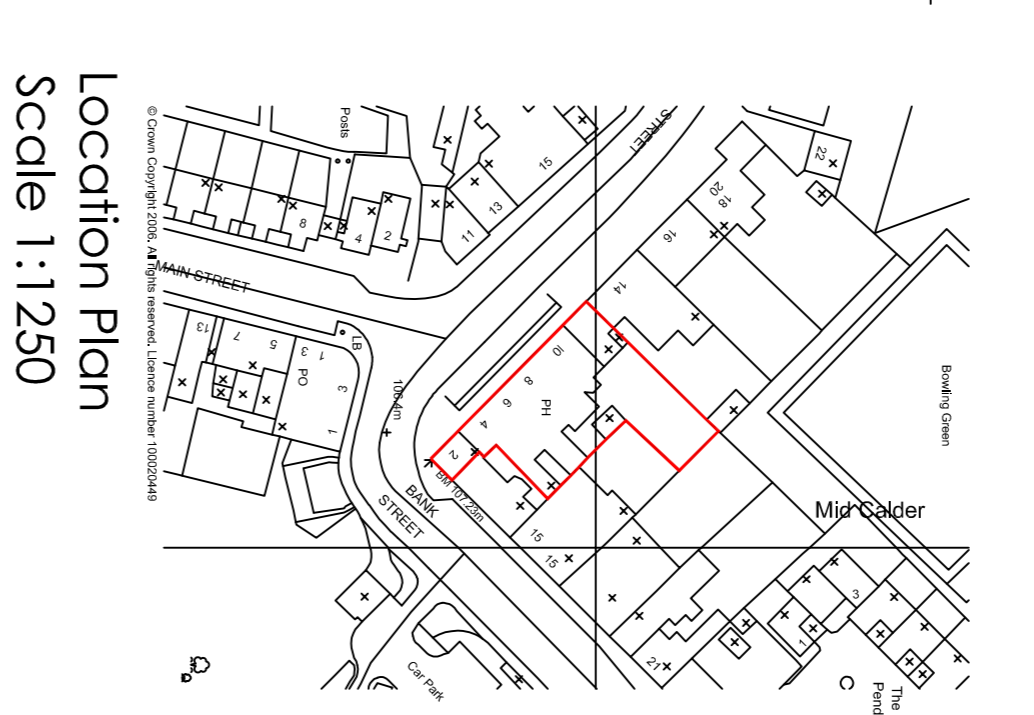 Location Plan
Scale 1:1250
© Crown Copyright 2006. All rights reserved. Licence number 100020449
Posts
STREET
22
15
20
18
13
11
16
8
4
2
MAIN STREET
14
Bowling Green
13
7
5
3
1
LB
PO
3
1
106.4m
10
8
6
4
2
PH
BM 107.23m
BANK
STREET
Mid Calder
15
15
3
1
21
Car Park
The
Pend